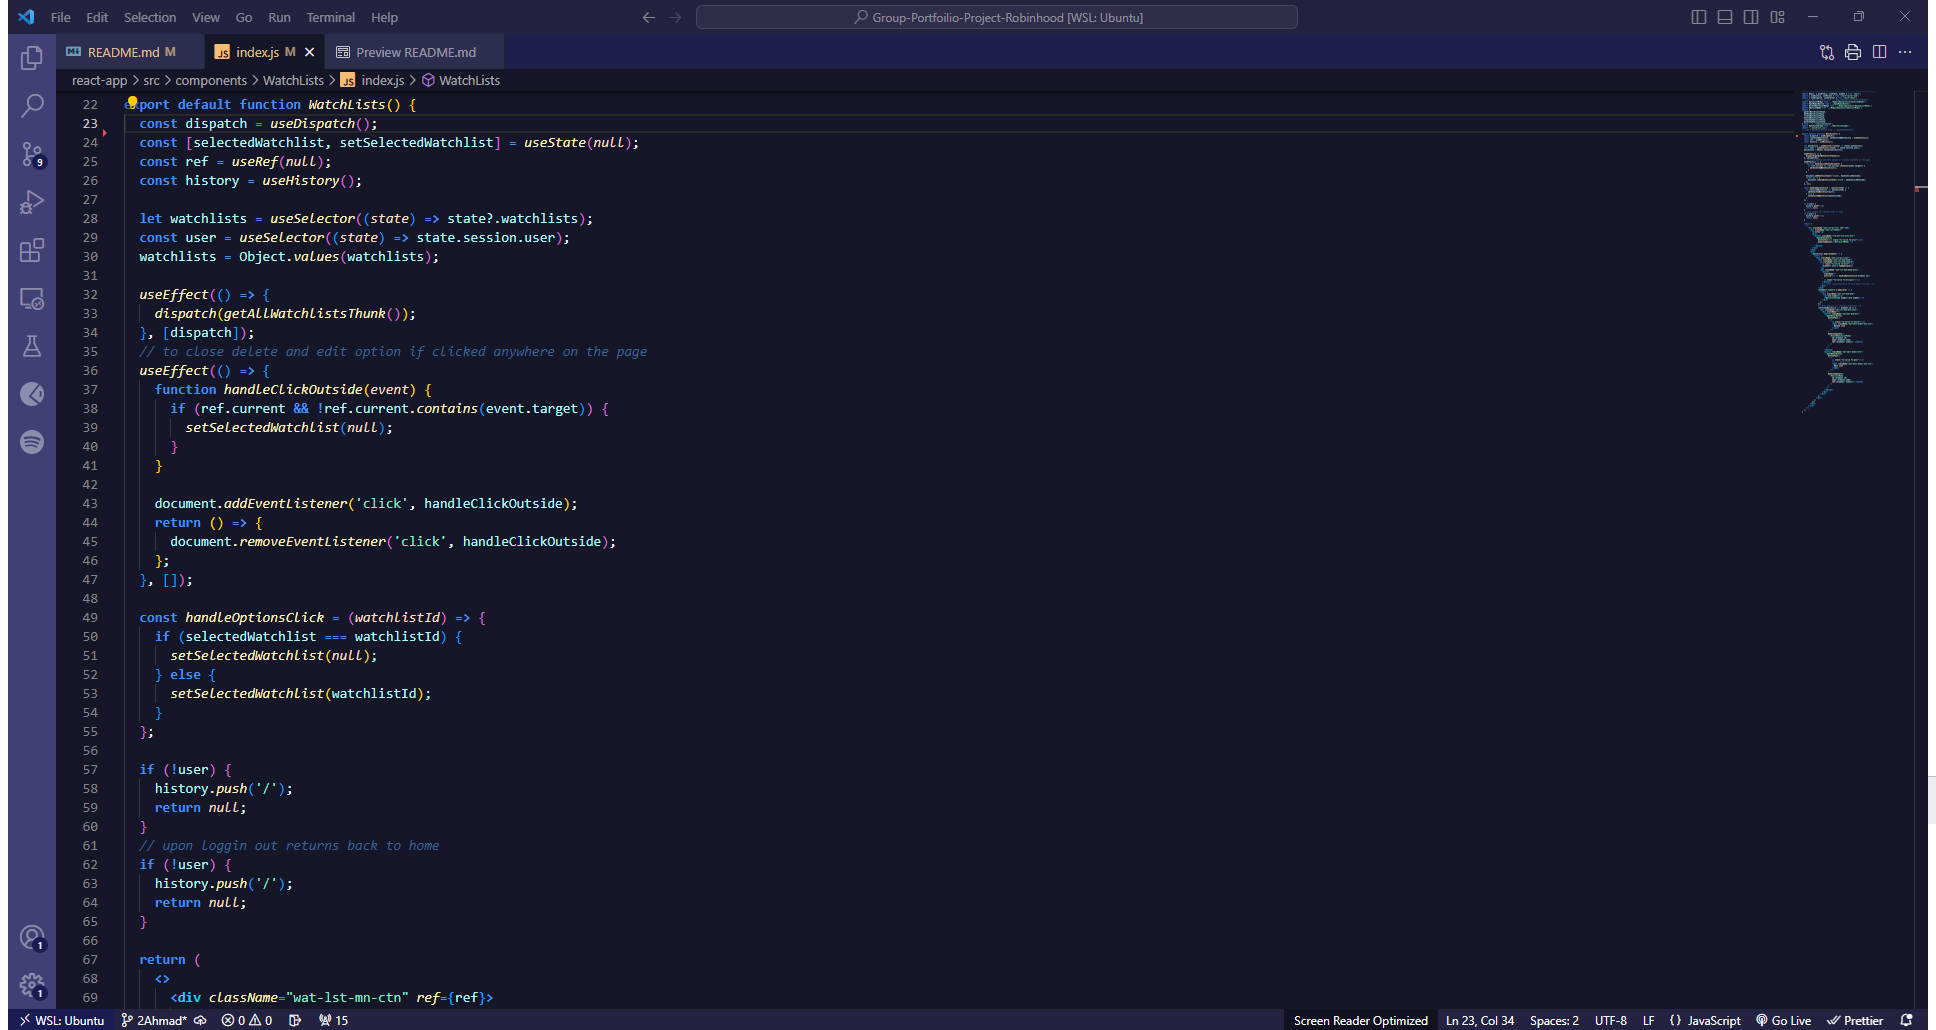 File Edit Selection View Go Run Terminal Help
Group-Portfoilio-Project-Robinhood [WSL: Ubuntu]
README.md M
JS index.js M
Preview README.md
react-app > src > components > WatchLists > JS index.js > WatchLists
22 export default function WatchLists() {
23 const dispatch = useDispatch();
24 const [selectedWatchlist, setSelectedWatchlist] = useState(null);
25 const ref = useRef(null);
26 const history = useHistory();
27
28 let watchlists = useSelector((state) => state?.watchlists);
29 const user = useSelector((state) => state.session.user);
30 watchlists = Object.values(watchlists);
31
32 useEffect(() => {
33 dispatch(getAllWatchlistsThunk());
34 }, [dispatch]);
35 // to close delete and edit option if clicked anywhere on the page
36 useEffect(() => {
37 function handleClickOutside(event) {
38 if (ref.current && !ref.current.contains(event.target)) {
39 setSelectedWatchlist(null);
40 }
41 }
42
43 document.addEventListener('click', handleClickOutside);
44 return () => {
45 document.removeEventListener('click', handleClickOutside);
46 };
47 }, []);
48
49 const handleOptionsClick = (watchlistId) => {
50 if (selectedWatchlist === watchlistId) {
51 setSelectedWatchlist(null);
52 } else {
53 setSelectedWatchlist(watchlistId);
54 }
55 };
56
57 if (!user) {
58 history.push('/');
59 return null;
60 }
61 // upon loggin out returns back to home
62 if (!user) {
63 history.push('/');
64 return null;
65 }
66
67 return (
68 <>
69 <div className="wat-lst-mn-ctn" ref={ref}>
9
1
1
WSL: Ubuntu 2Ahmad* 0 0 15 Screen Reader Optimized Ln 23, Col 34 Spaces: 2 UTF-8 LF {} JavaScript Go Live Prettier